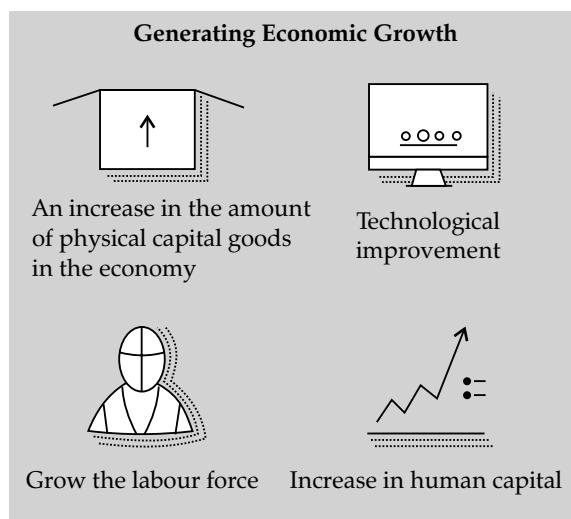 Generating Economic Growth
An increase in the amount
of physical capital goods
in the economy
Technological
improvement
Grow the labour force
Increase in human capital